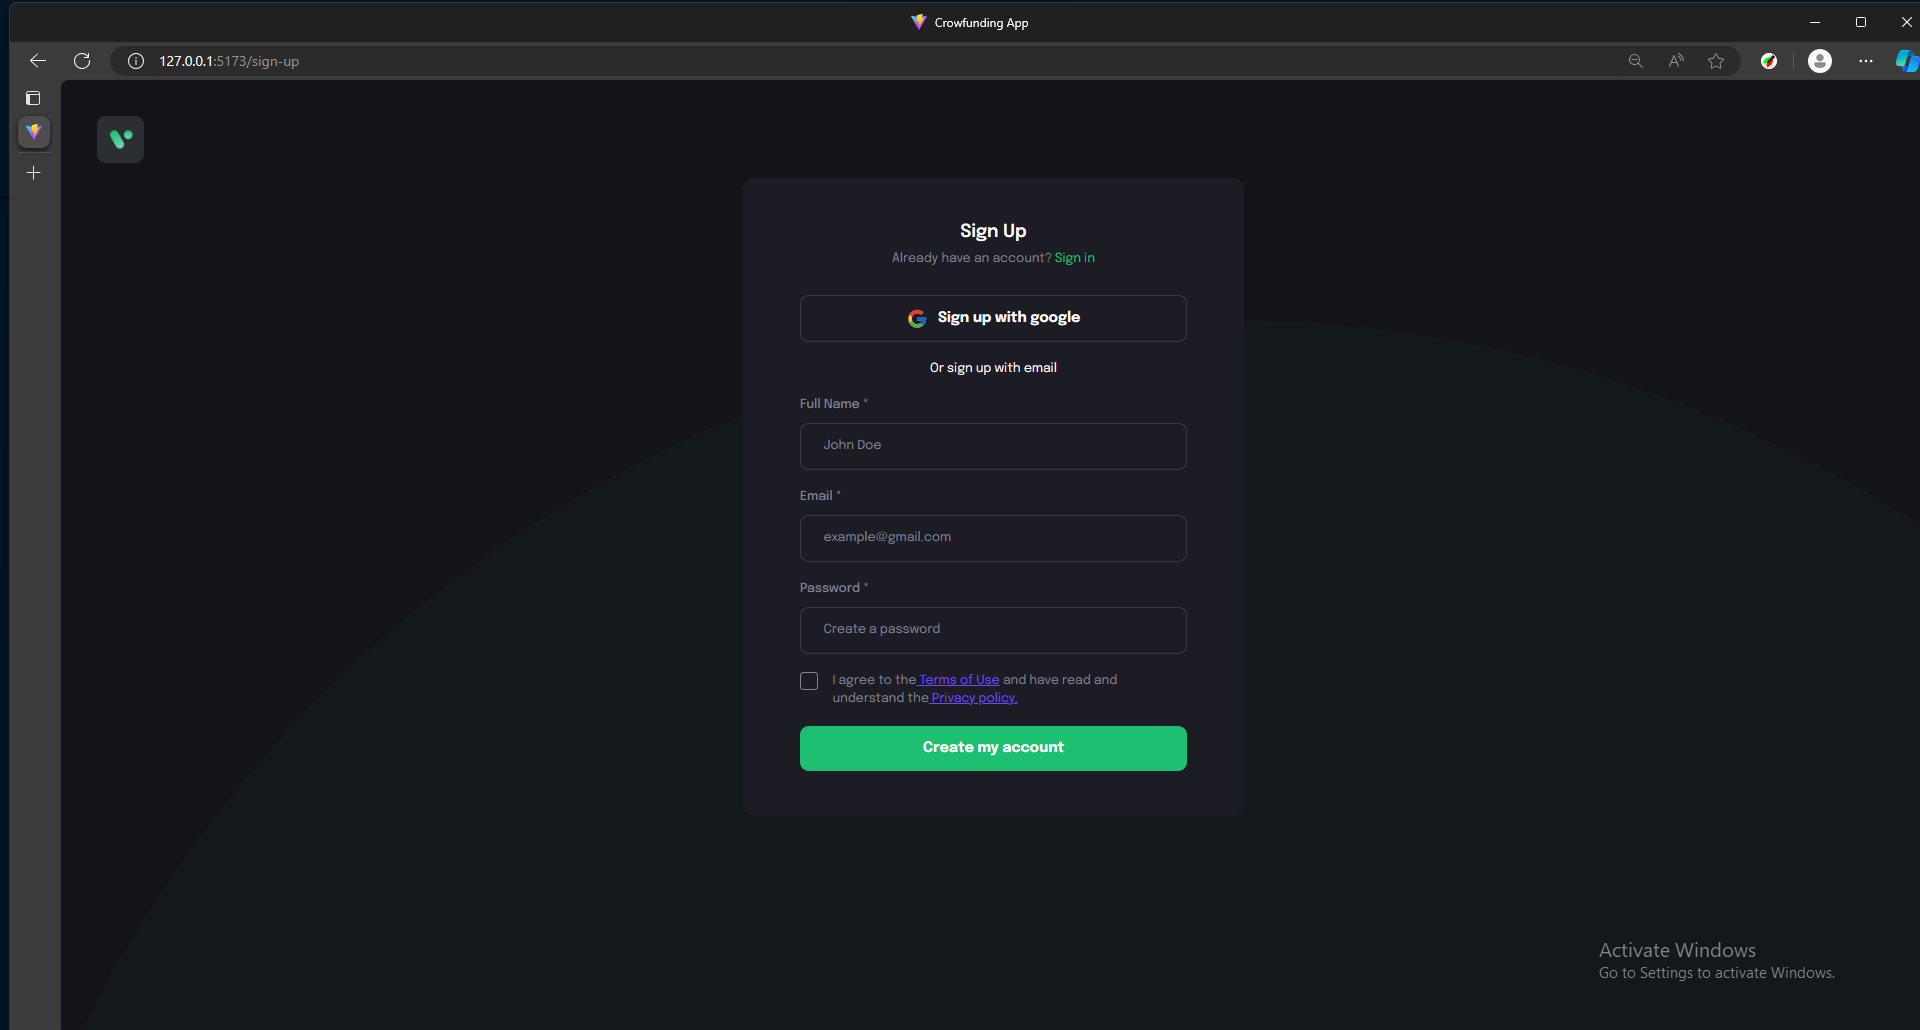 Crowfunding App
127.0.0.1:5173/sign-up
Sign Up
Already have an account? Sign in
Sign up with google
Or sign up with email
Full Name *
John Doe
Email *
example@gmail.com
Password *
Create a password
I agree to the Terms of Use and have read and
understand the Privacy policy.
Create my account
Activate Windows
Go to Settings to activate Windows.